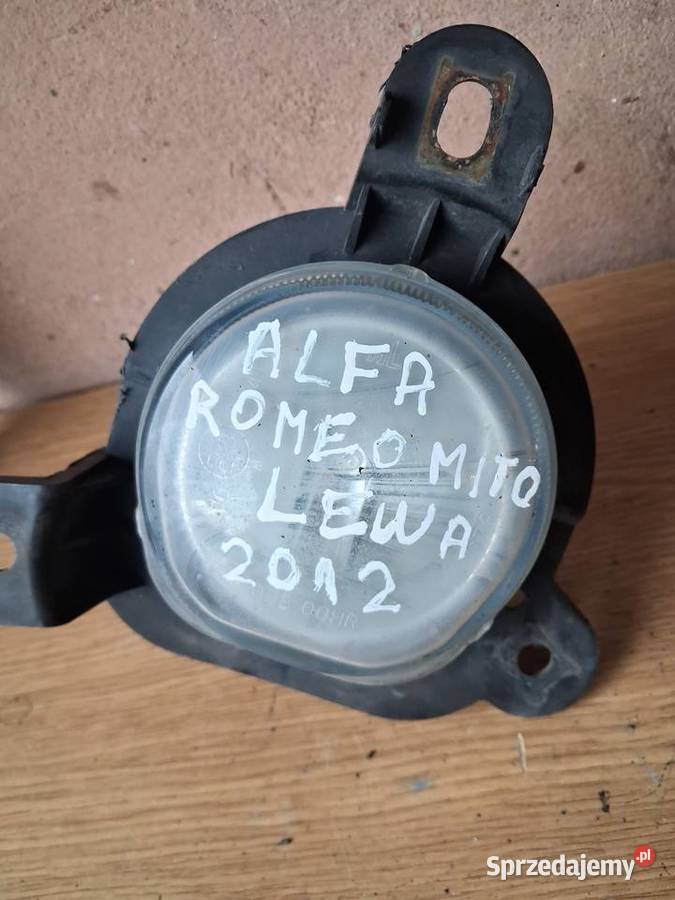 ALFA
ROMEO MITO
LEWA
2012
Sprzedajemy.pl